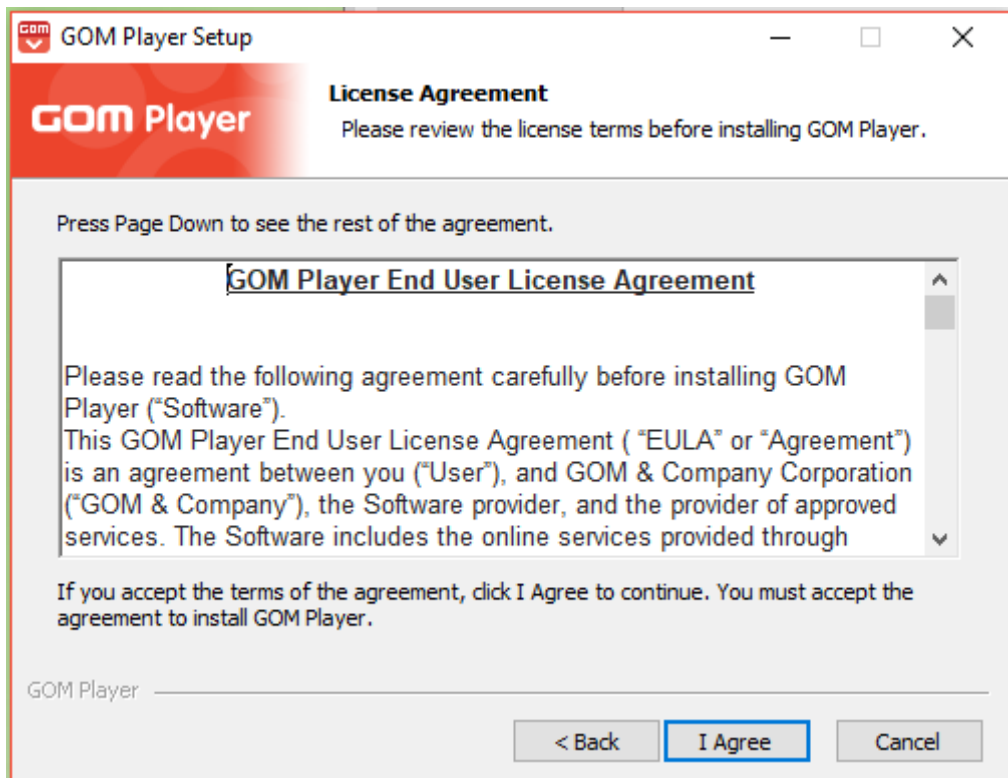 GOM
GOM Player Setup
GOM Player
License Agreement
Please review the license terms before installing GOM Player.
Press Page Down to see the rest of the agreement.
GOM Player End User License Agreement
Please read the following agreement carefully before installing GOM
Player (“Software”).
This GOM Player End User License Agreement ( “EULA” or “Agreement”)
is an agreement between you (“User”), and GOM & Company Corporation
(“GOM & Company”), the Software provider, and the provider of approved
services. The Software includes the online services provided through
If you accept the terms of the agreement, click I Agree to continue. You must accept the
agreement to install GOM Player.
GOM Player
< Back
I Agree
Cancel